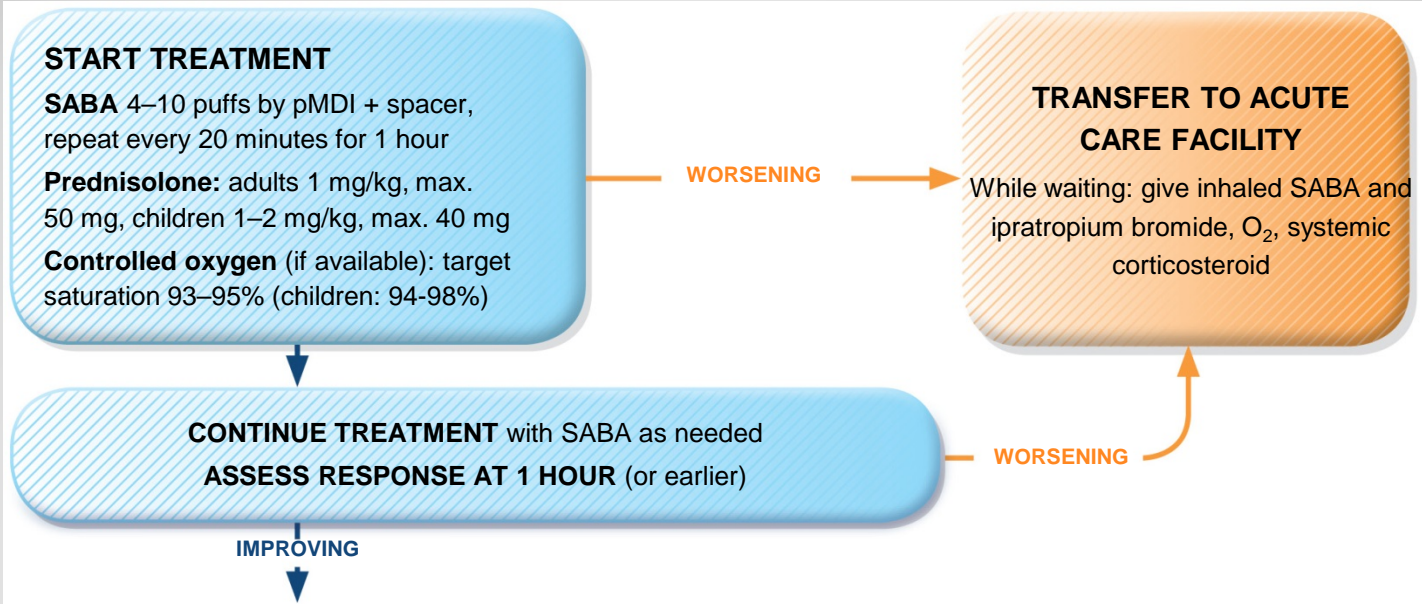 START TREATMENT
SABA 4–10 puffs by pMDI + spacer,
repeat every 20 minutes for 1 hour
Prednisolone: adults 1 mg/kg, max.
50 mg, children 1–2 mg/kg, max. 40 mg
Controlled oxygen (if available): target
saturation 93–95% (children: 94-98%)
WORSENING
TRANSFER TO ACUTE
CARE FACILITY
While waiting: give inhaled SABA and
ipratropium bromide, O₂, systemic
corticosteroid
CONTINUE TREATMENT with SABA as needed
ASSESS RESPONSE AT 1 HOUR (or earlier)
WORSENING
IMPROVING